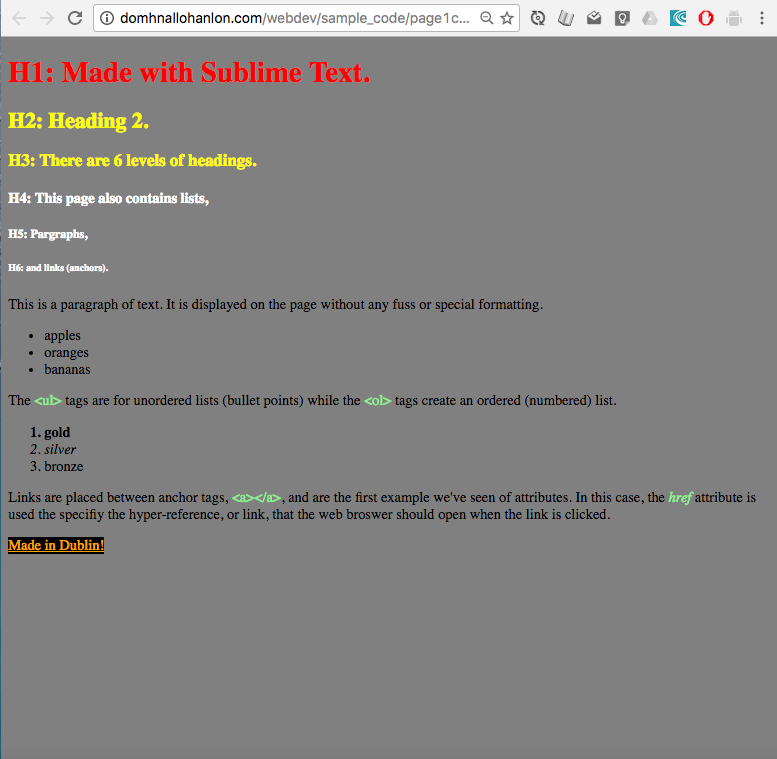 domhnallohanlon.com/webdev/sample_code/page1c...
H1: Made with Sublime Text.
H2: Heading 2.
H3: There are 6 levels of headings.
H4: This page also contains lists,
H5: Pargraphs,
H6: and links (anchors).
This is a paragraph of text. It is displayed on the page without any fuss or special formatting.
• apples
• oranges
• bananas
The <ul> tags are for unordered lists (bullet points) while the <ol> tags create an ordered (numbered) list.
1. gold
2. silver
3. bronze
Links are placed between anchor tags, <a></a>, and are the first example we've seen of attributes. In this case, the href attribute is
used the specifiy the hyper-reference, or link, that the web broswer should open when the link is clicked.
Made in Dublin!